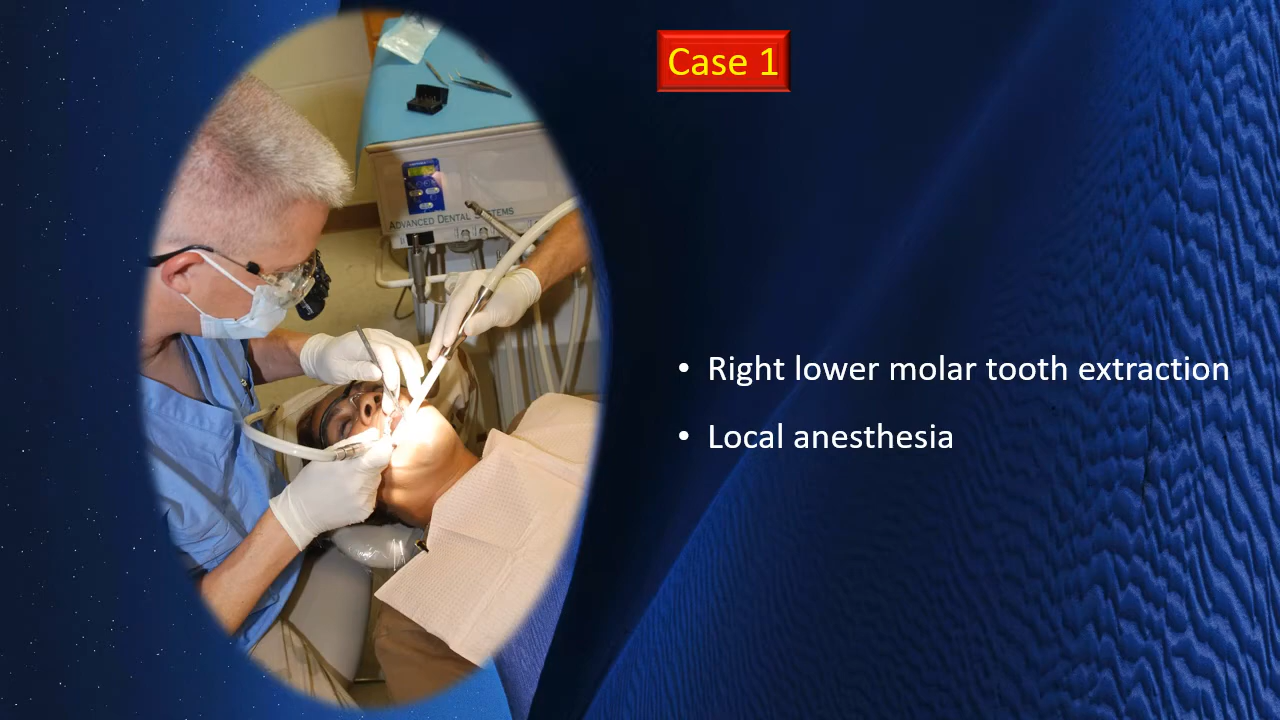 Case 1
ADVANCED DENTAL SYSTEMS
• Right lower molar tooth extraction
• Local anesthesia